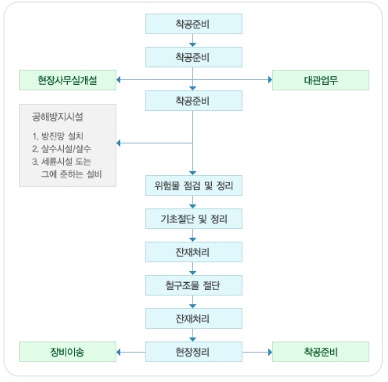 착공준비
착공준비
현장사무실개설
대관업무
착공준비
공해방지시설
1. 방진망 설치
2. 살수시설/살수
3. 세륜시설 또는
그에 준하는 설비
위험물 점검 및 정리
기초절단 및 정리
잔재처리
철구조물 절단
잔재처리
장비이송
현장정리
착공준비